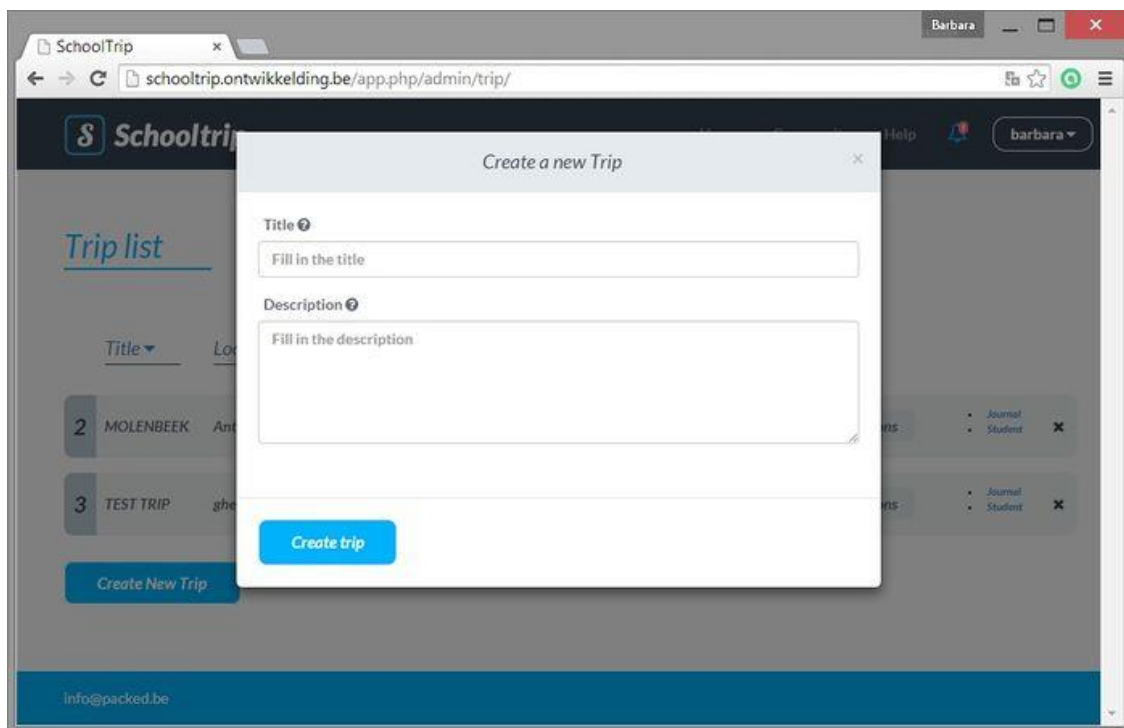 Barbara
SchoolTrip
schooltrip.ontwikkelding.be/app.php/admin/trip/
S Schooltrip
Help
barbara
Create a new Trip
Trip list
Title
Fill in the title
Description
Fill in the description
Title
2 MOLENBEEK
Journal
Student
3 TEST TRIP
Journal
Student
Create trip
Create New Trip
info@packed.be